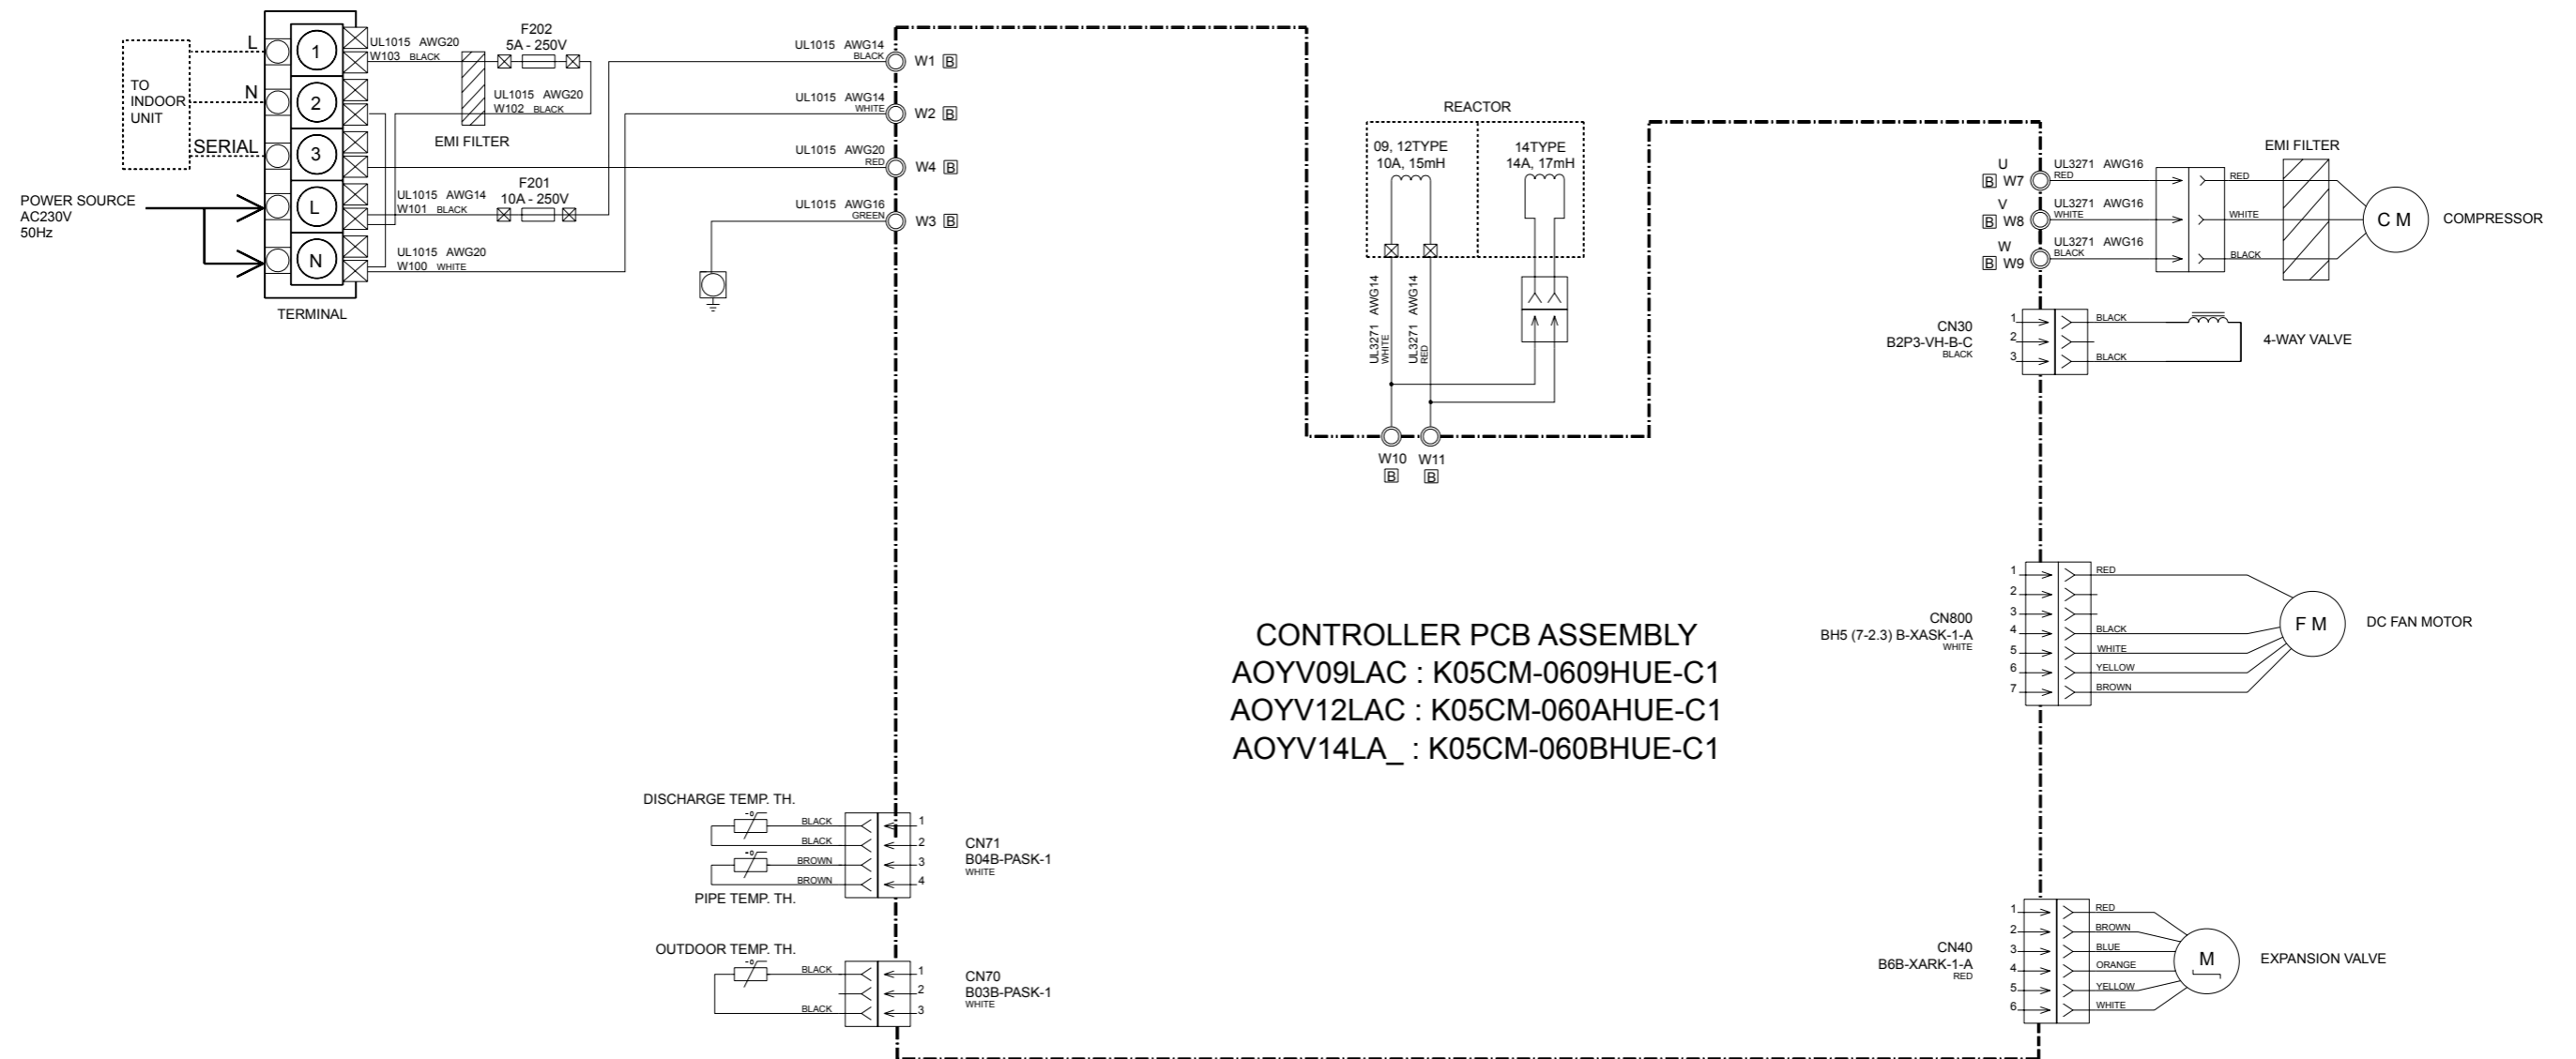 L
N
SERIAL
TO
INDOOR
UNIT
1
2
3
L
N
TERMINAL
POWER SOURCE
AC230V
50Hz
UL1015 AWG20
W103 BLACK
F202
5A - 250V
UL1015 AWG20
W102 BLACK
EMI FILTER
UL1015 AWG14
W101 BLACK
F201
10A - 250V
UL1015 AWG20
W100 WHITE
UL1015 AWG14
BLACK
W1 B
UL1015 AWG14
WHITE
W2 B
UL1015 AWG20
RED
W4 B
UL1015 AWG16
GREEN
W3 B
REACTOR
09, 12TYPE
10A, 15mH
14TYPE
14A, 17mH
UL3271 AWG14
WHITE
UL3271 AWG14
RED
W10
B
W11
B
U
B W7
UL3271 AWG16
RED
V
B W8
UL3271 AWG16
WHITE
W
B W9
UL3271 AWG16
BLACK
RED
WHITE
BLACK
EMI FILTER
C M
COMPRESSOR
CN30
B2P3-VH-B-C
BLACK
1
2
3
BLACK
BLACK
4-WAY VALVE
CN800
BH5 (7-2.3) B-XASK-1-A
WHITE
1
2
3
4
5
6
7
RED
BLACK
WHITE
YELLOW
BROWN
F M
DC FAN MOTOR
CONTROLLER PCB ASSEMBLY
AOYV09LAC : K05CM-0609HUE-C1
AOYV12LAC : K05CM-060AHUE-C1
AOYV14LA_ : K05CM-060BHUE-C1
DISCHARGE TEMP. TH.
BLACK
BLACK
BROWN
BROWN
PIPE TEMP. TH.
1
2
3
4
CN71
B04B-PASK-1
WHITE
OUTDOOR TEMP. TH.
BLACK
BLACK
1
2
3
CN70
B03B-PASK-1
WHITE
CN40
B6B-XARK-1-A
RED
1
2
3
4
5
6
RED
BROWN
BLUE
ORANGE
YELLOW
WHITE
M
EXPANSION VALVE